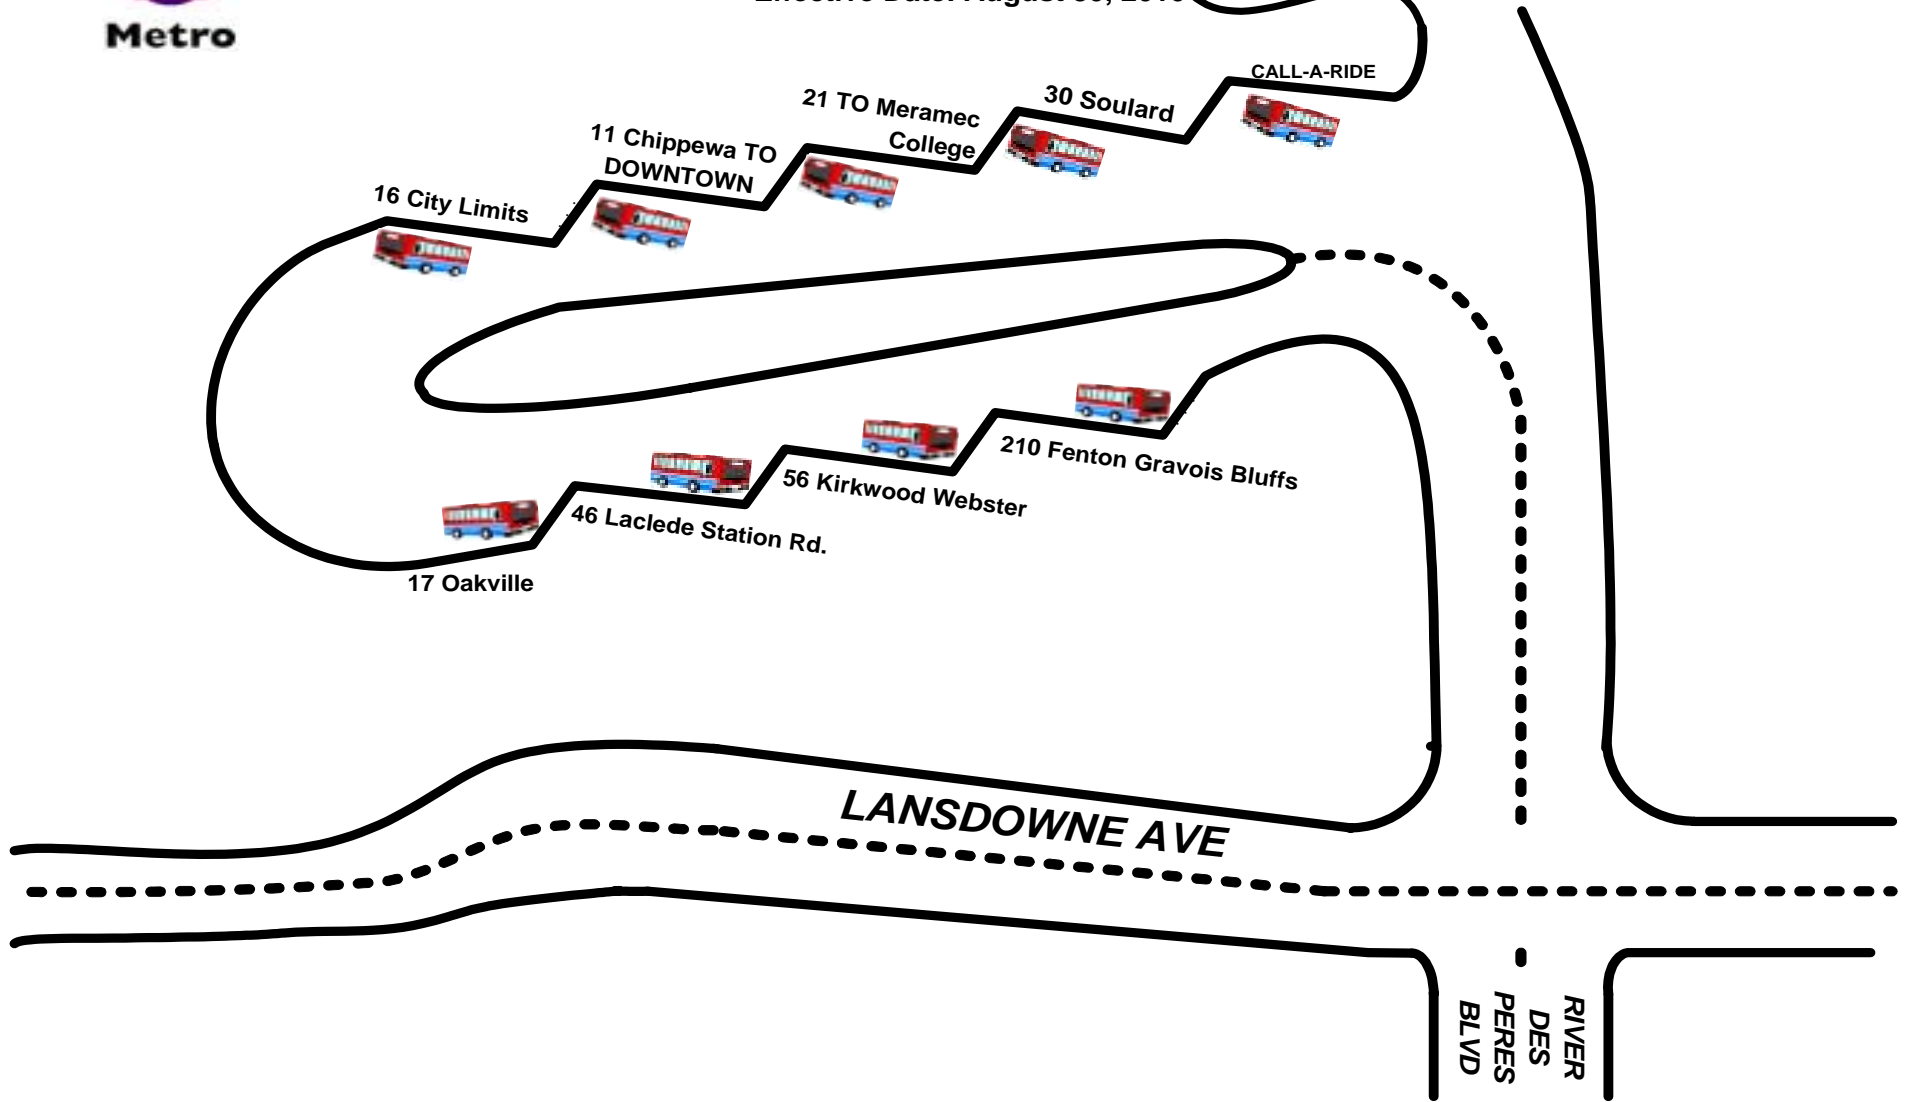 Metro
CALL-A-RIDE
30 Soulard
21 TO Meramec
College
11 Chippewa TO
DOWNTOWN
16 City Limits
210 Fenton Gravois Bluffs
56 Kirkwood Webster
46 Laclede Station Rd.
17 Oakville
LANSDOWNE AVE
RIVER
DES
PERES
BLVD